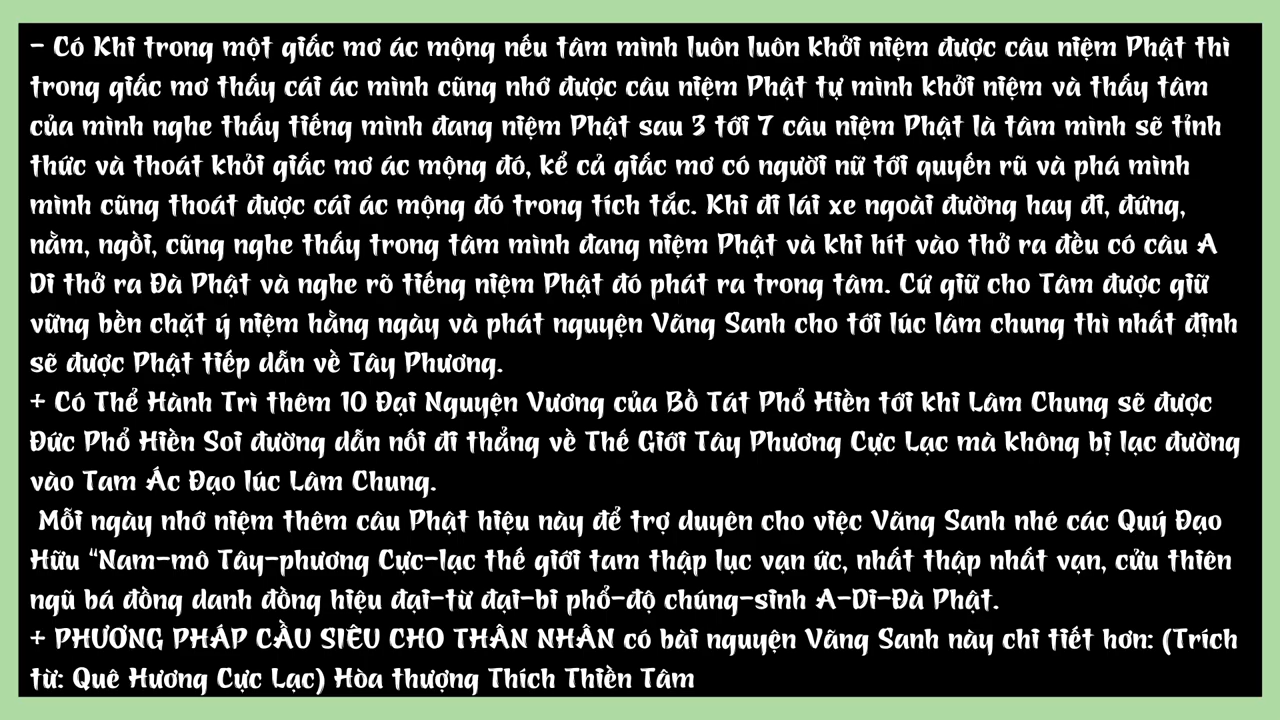 - Có Khi trong một giấc mơ ác mộng nếu tâm mình luôn luôn khởi niệm được câu niệm Phật thì
trong giấc mơ thấy cái ác mình cũng nhớ được câu niệm Phật tự mình khởi niệm và thấy tâm
của mình nghe thấy tiếng mình đang niệm Phật sau 3 tới 7 câu niệm Phật là tâm mình sẽ tỉnh
thức và thoát khỏi giấc mơ ác mộng đó, kể cả giấc mơ có người nữ tới quyến rũ và phá mình
mình cũng thoát được cái ác mộng đó trong tích tắc. Khi đi lái xe ngoài đường hay đi, đứng,
nằm, ngồi, cũng nghe thấy trong tâm mình đang niệm Phật và khi hít vào thở ra đều có câu A
Di thở ra Đà Phật và nghe rõ tiếng niệm Phật đó phát ra trong tâm. Cứ giữ cho Tâm được giữ
vững bền chặt ý niệm hằng ngày và phát nguyện Vãng Sanh cho tới lúc lâm chung thì nhất định
sẽ được Phật tiếp dẫn về Tây Phương.
+ Có Thể Hành Trì thêm 10 Đại Nguyện Vương của Bồ Tát Phổ Hiền tới khi Lâm Chung sẽ được
Đức Phổ Hiền Soi đường dẫn nối đi thẳng về Thế Giới Tây Phương Cực Lạc mà không bị lạc đường
vào Tam Ác Đạo lúc Lâm Chung.
Mỗi ngày nhớ niệm thêm câu Phật hiệu này để trợ duyên cho việc Vãng Sanh nhé các Quý Đạo
Hữu "Nam-mô Tây-phương Cực-lạc thế giới tam thập lục vạn ức, nhất thập nhất vạn, cửu thiên
ngũ bá đồng danh đồng hiệu đại-từ đại-bi phổ-độ chúng-sinh A-Di-Đà Phật.
+ PHƯƠNG PHÁP CẦU SIÊU CHO THÂN NHÂN có bài nguyện Vãng Sanh này chi tiết hơn: (Trích
từ: Quê Hương Cực Lạc) Hòa thượng Thích Thiền Tâm